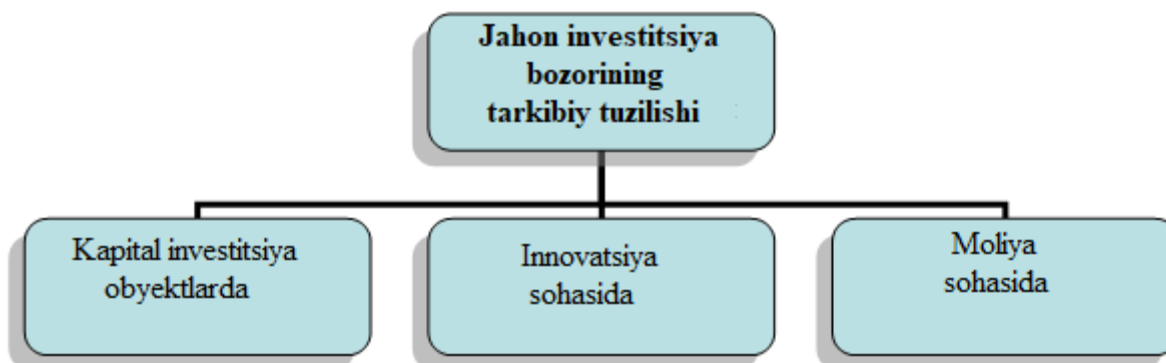 Jahon investitsiya
bozorining
tarkibiy tuzilishi
Kapital investitsiya
obyektlarda
Innovatsiya
sohasida
Moliya
sohasida